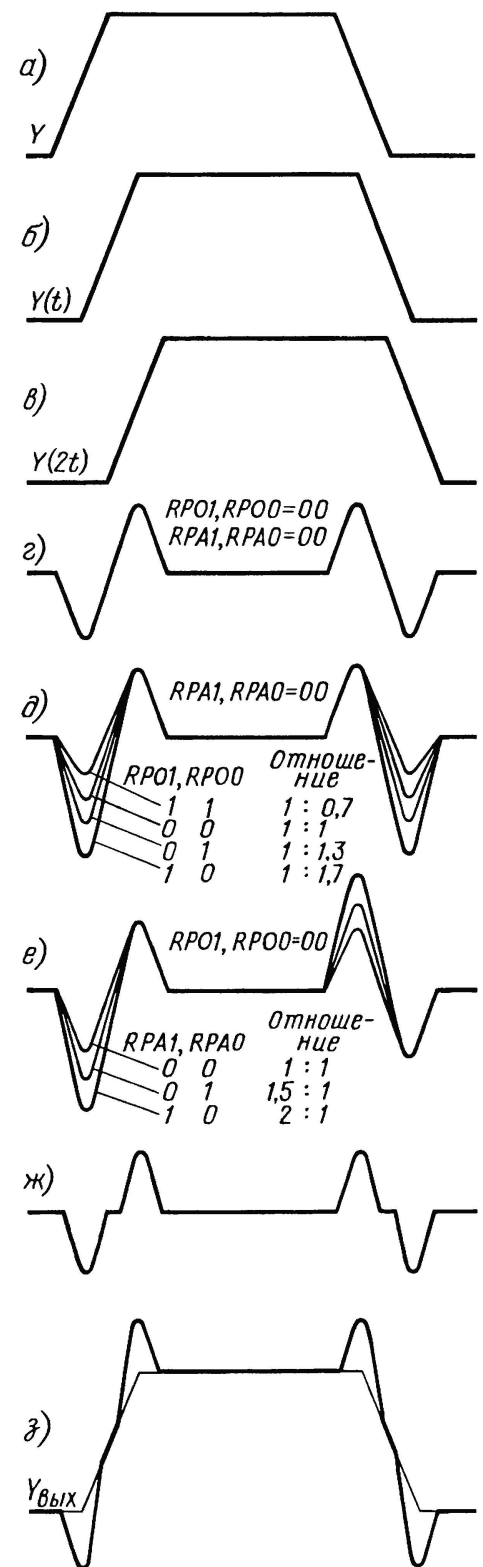 а)
Y
б)
Y(t)
в)
Y(2t)
г)
RPO1, RPO0=00
RPA1, RPA0=00
д)
RPA1, RPA0=00
RPO1, RPO0 Отноше-
ние
1 1 1 : 0,7
0 0 1 : 1
0 1 1 : 1,3
1 0 1 : 1,7
е)
RPO1, RPO0=00
RPA1, RPA0 Отноше-
ние
0 0 1 : 1
0 1 1,5 : 1
1 0 2 : 1
ж)
з)
Yвых